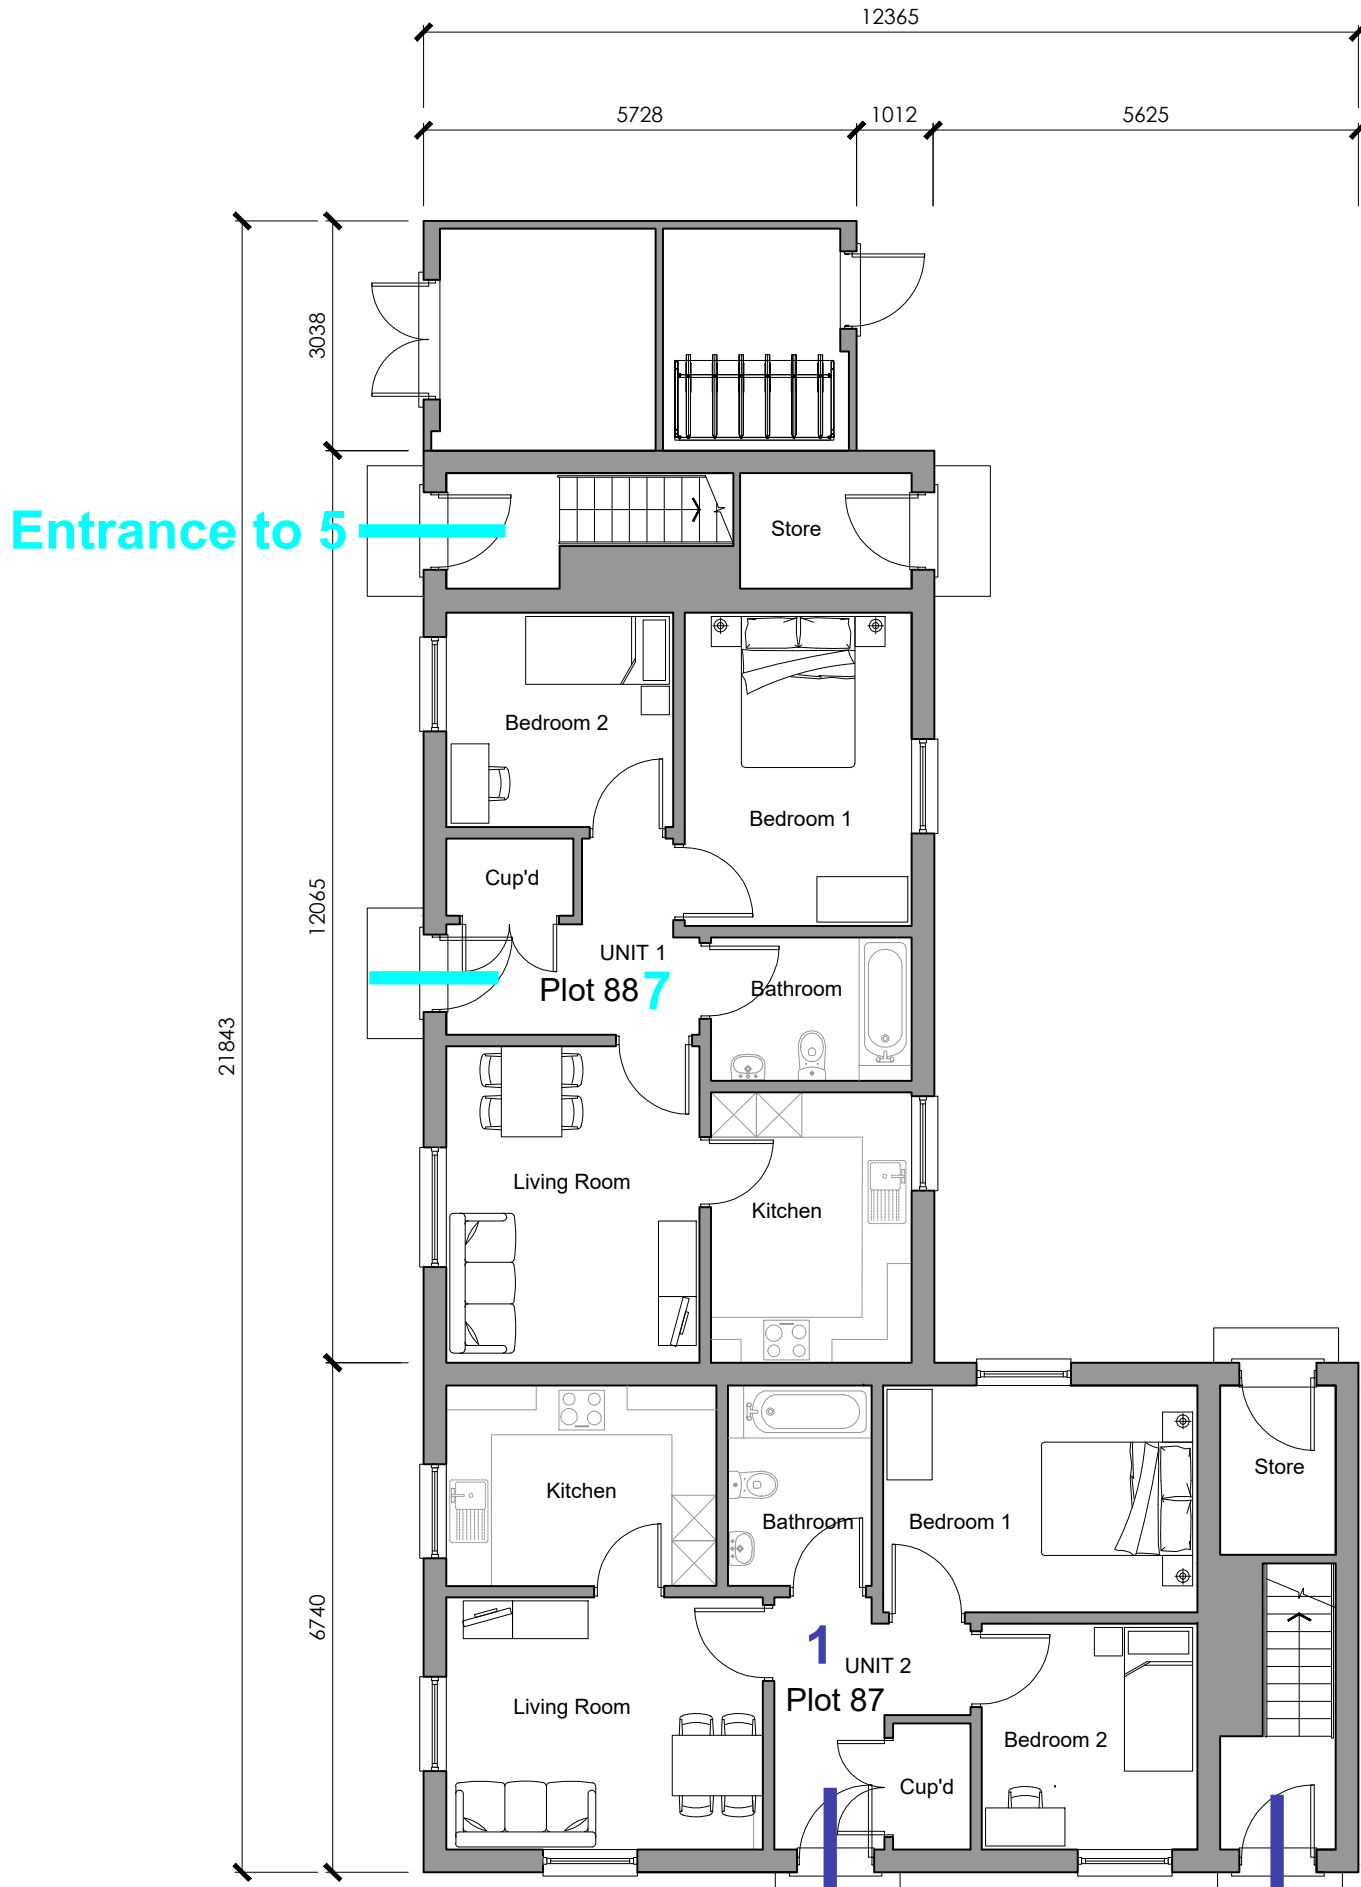 12365
5728
1012
5625
3038
Entrance to 5
Store
Bedroom 2
Bedroom 1
Cup'd
12065
UNIT 1
Plot 88 7
Bathroom
21843
Living Room
Kitchen
Store
Kitchen
Bathroom
Bedroom 1
6740
1
UNIT 2
Plot 87
Living Room
Bedroom 2
Cup'd